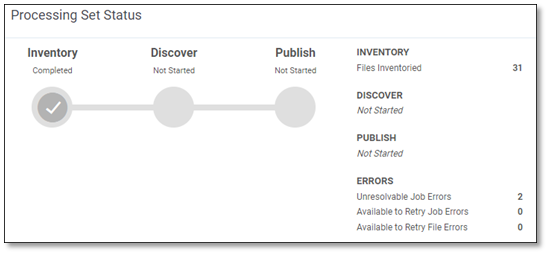 Processing Set Status
Inventory
Completed
Discover
Not Started
Publish
Not Started
INVENTORY
Files Inventoried 31
DISCOVER
Not Started
PUBLISH
Not Started
ERRORS
Unresolvable Job Errors 2
Available to Retry Job Errors 0
Available to Retry File Errors 0